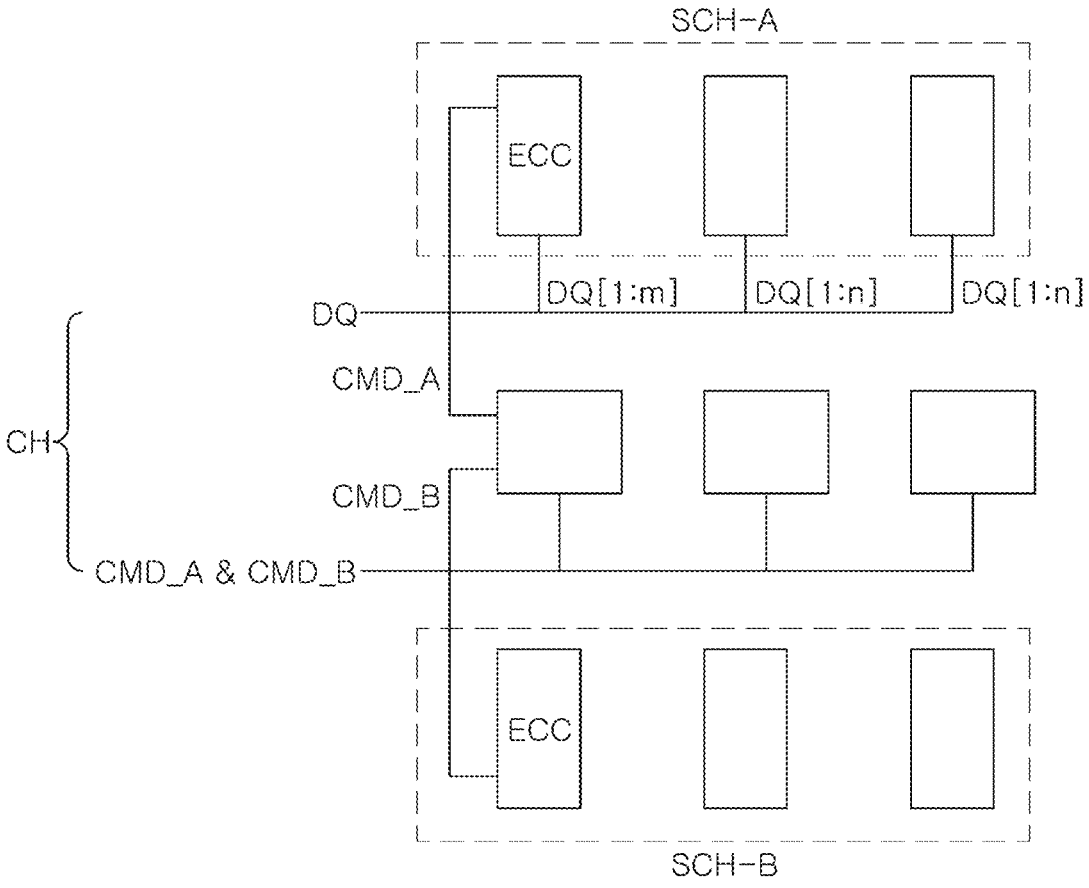 SCH-A
ECC
DQ[1:m]
DQ[1:n]
DQ[1:n]
DQ
CMD_A
CH
CMD_B
CMD_A & CMD_B
ECC
SCH-B